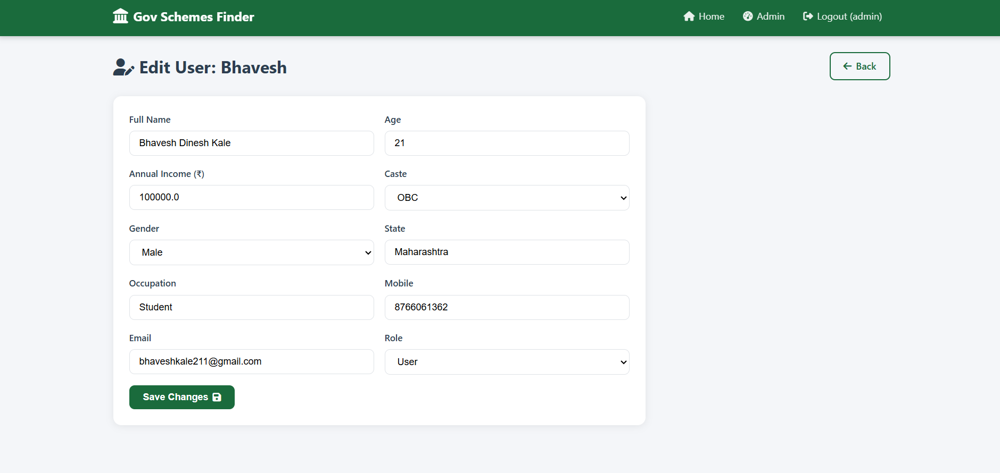 Gov Schemes Finder
Home
Admin
Logout (admin)
Edit User: Bhavesh
Back
Full Name
Age
Bhavesh Dinesh Kale
21
Annual Income (₹)
Caste
100000.0
OBC
Gender
State
Male
Maharashtra
Occupation
Mobile
Student
8766061362
Email
Role
bhaveshkale211@gmail.com
User
Save Changes